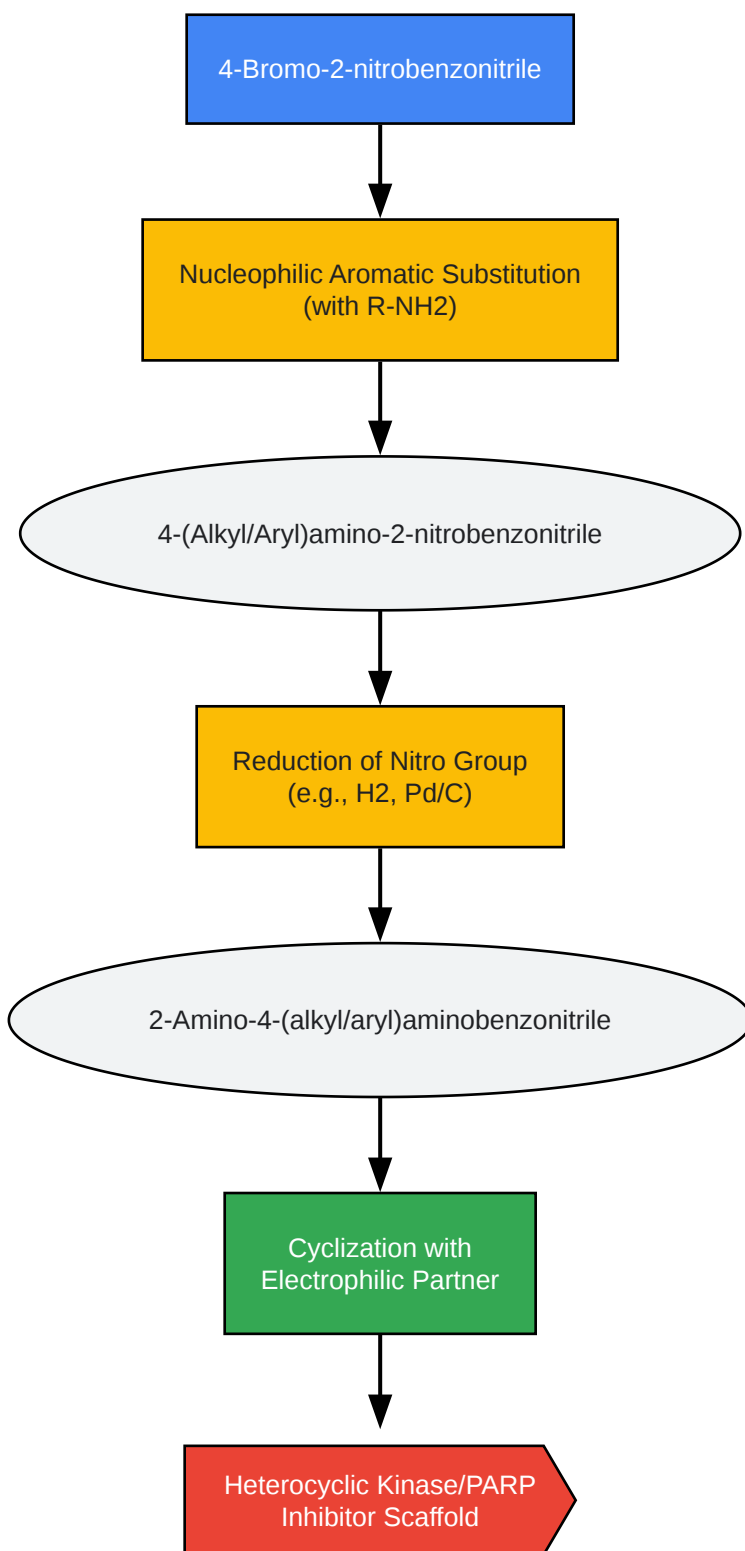 4-Bromo-2-nitrobenzonitrile
Nucleophilic Aromatic Substitution
(with R-NH2)
4-(Alkyl/Aryl)amino-2-nitrobenzonitrile
Reduction of Nitro Group
(e.g., H2, Pd/C)
2-Amino-4-(alkyl/aryl)aminobenzonitrile
Cyclization with
Electrophilic Partner
Heterocyclic Kinase/PARP
Inhibitor Scaffold